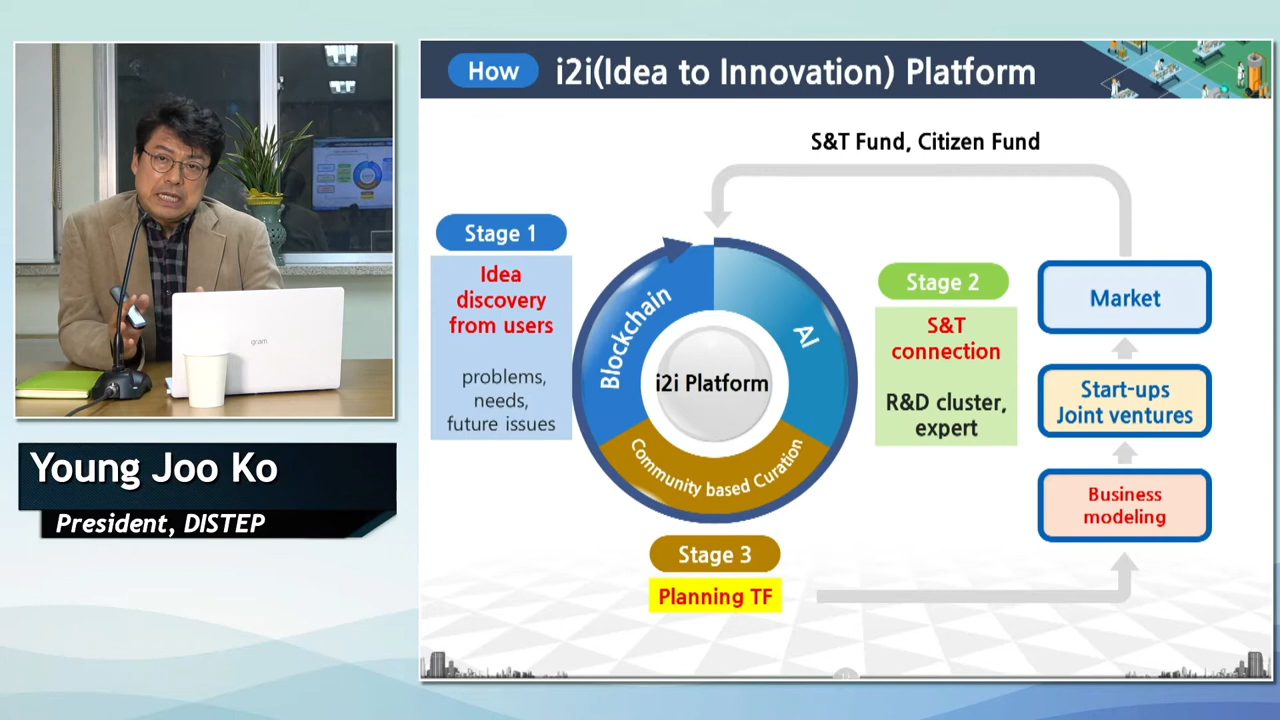 How
i2i(Idea to Innovation) Platform
S&T Fund, Citizen Fund
Stage 1
Idea
discovery
from users
problems,
needs,
future issues
Blockchain
AI
i2i Platform
Community based Curation
Stage 2
S&T
connection
R&D cluster,
expert
Market
Start-ups
Joint ventures
Business
modeling
Stage 3
Planning TF
gram
Young Joo Ko
President, DISTEP